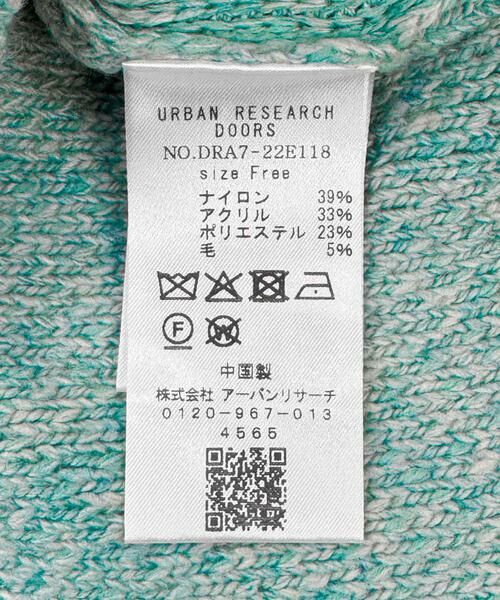 URBAN RESEARCH
DOORS
NO.DRA7-22E118
size Free
ナイロン 39%
アクリル 33%
ポリエステル 23%
毛 5%
F W
中国製
株式会社 アーバンリサーチ
0120-967-013
4565